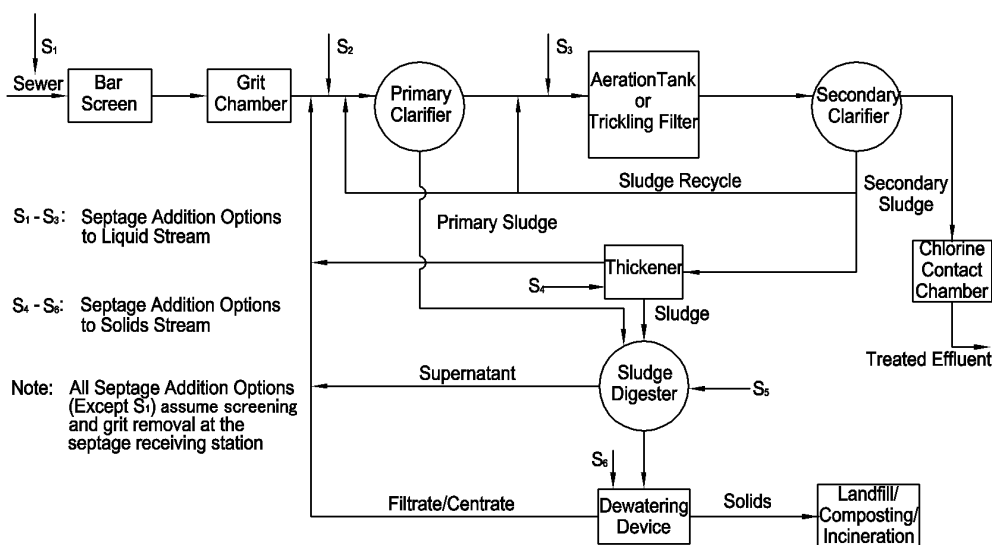 S₁
Sewer
Bar
Screen
Grit
Chamber
S₂
Primary
Clarifier
S₃
AerationTank
or
Trickling Filter
Secondary
Clarifier
Sludge Recycle
Secondary
Sludge
Primary Sludge
S₁ - S₃: Septage Addition Options
to Liquid Stream
Thickener
Chlorine
Contact
Chamber
S₄
S₄ - S₆: Septage Addition Options
to Solids Stream
Sludge
Treated Effluent
Supernatant
Sludge
Digester
S₅
Note: All Septage Addition Options
(Except S₁) assume screening
and grit removal at the
septage receiving station
S₆
Filtrate/Centrate
Dewatering
Device
Solids
Landfill/
Composting/
Incineration